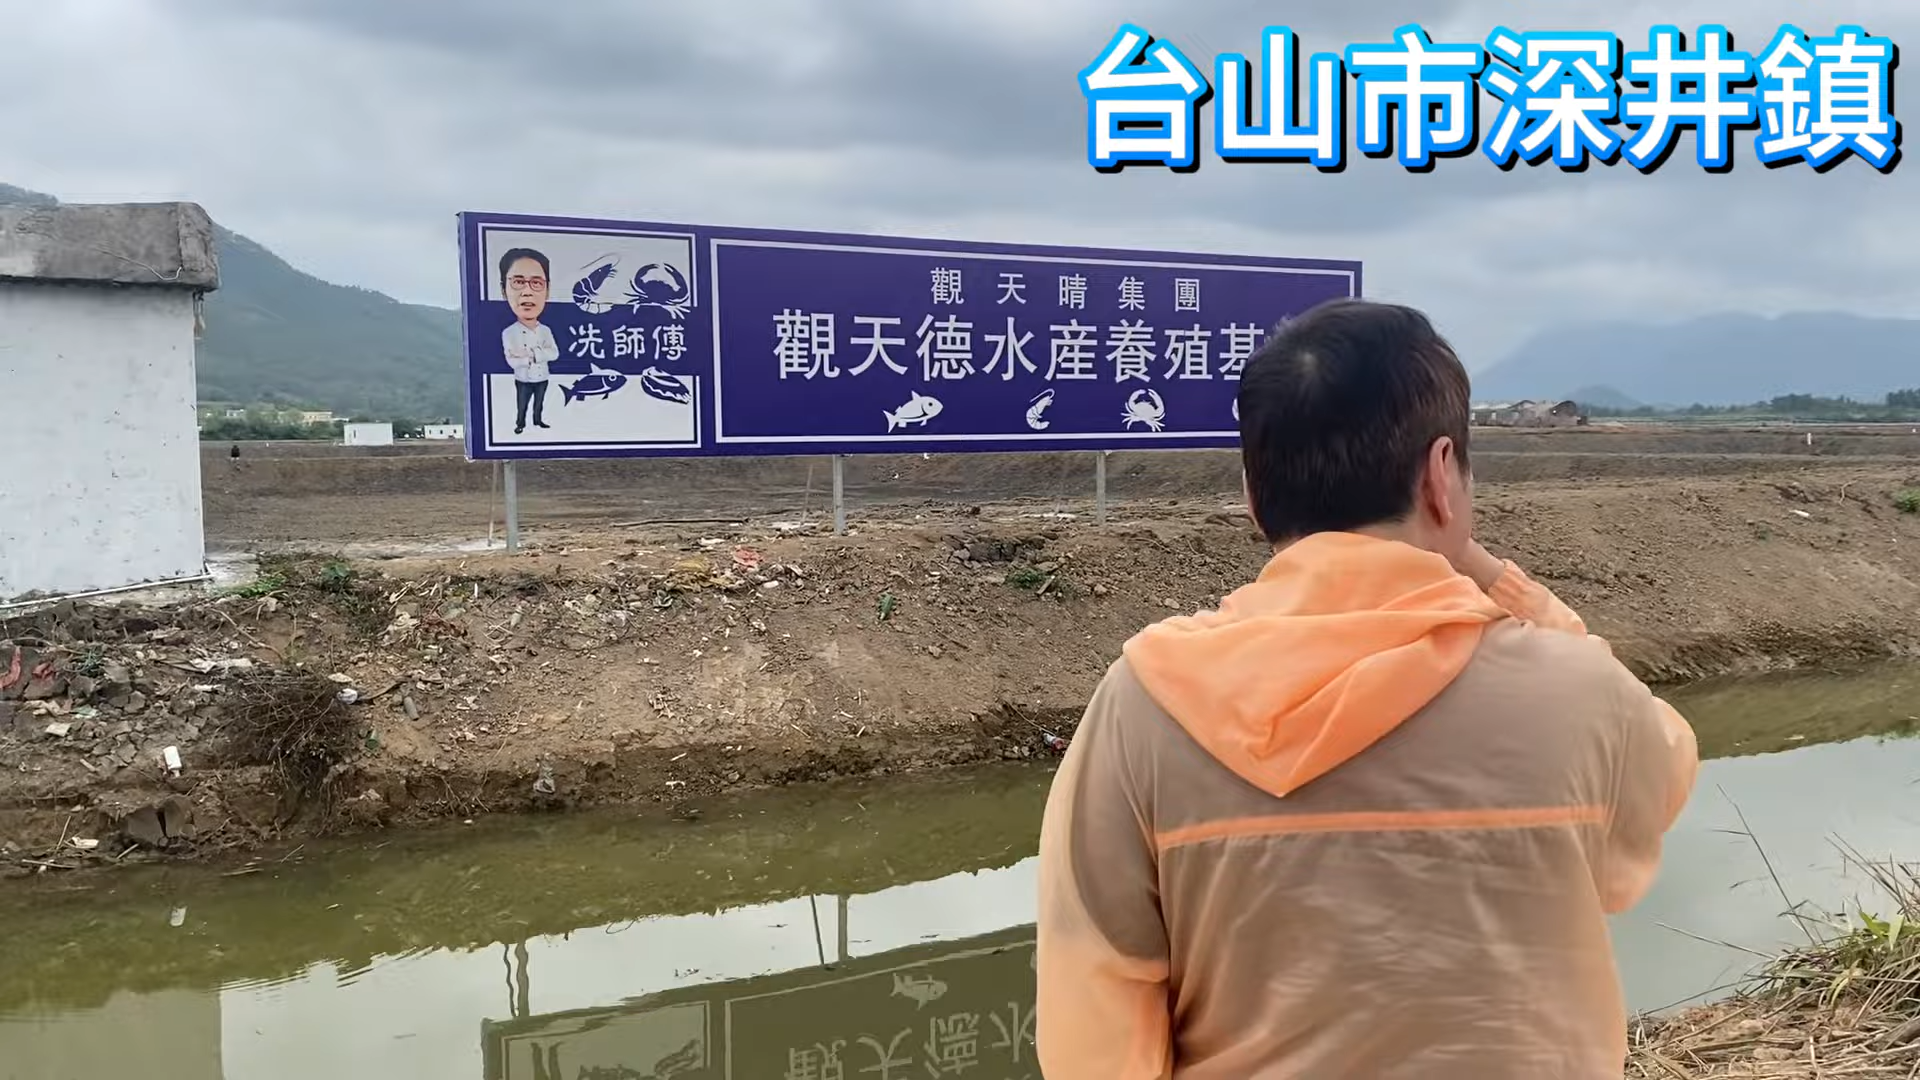 台山市深井鎮
觀天晴集團
冼師傅
觀天德水産養殖基